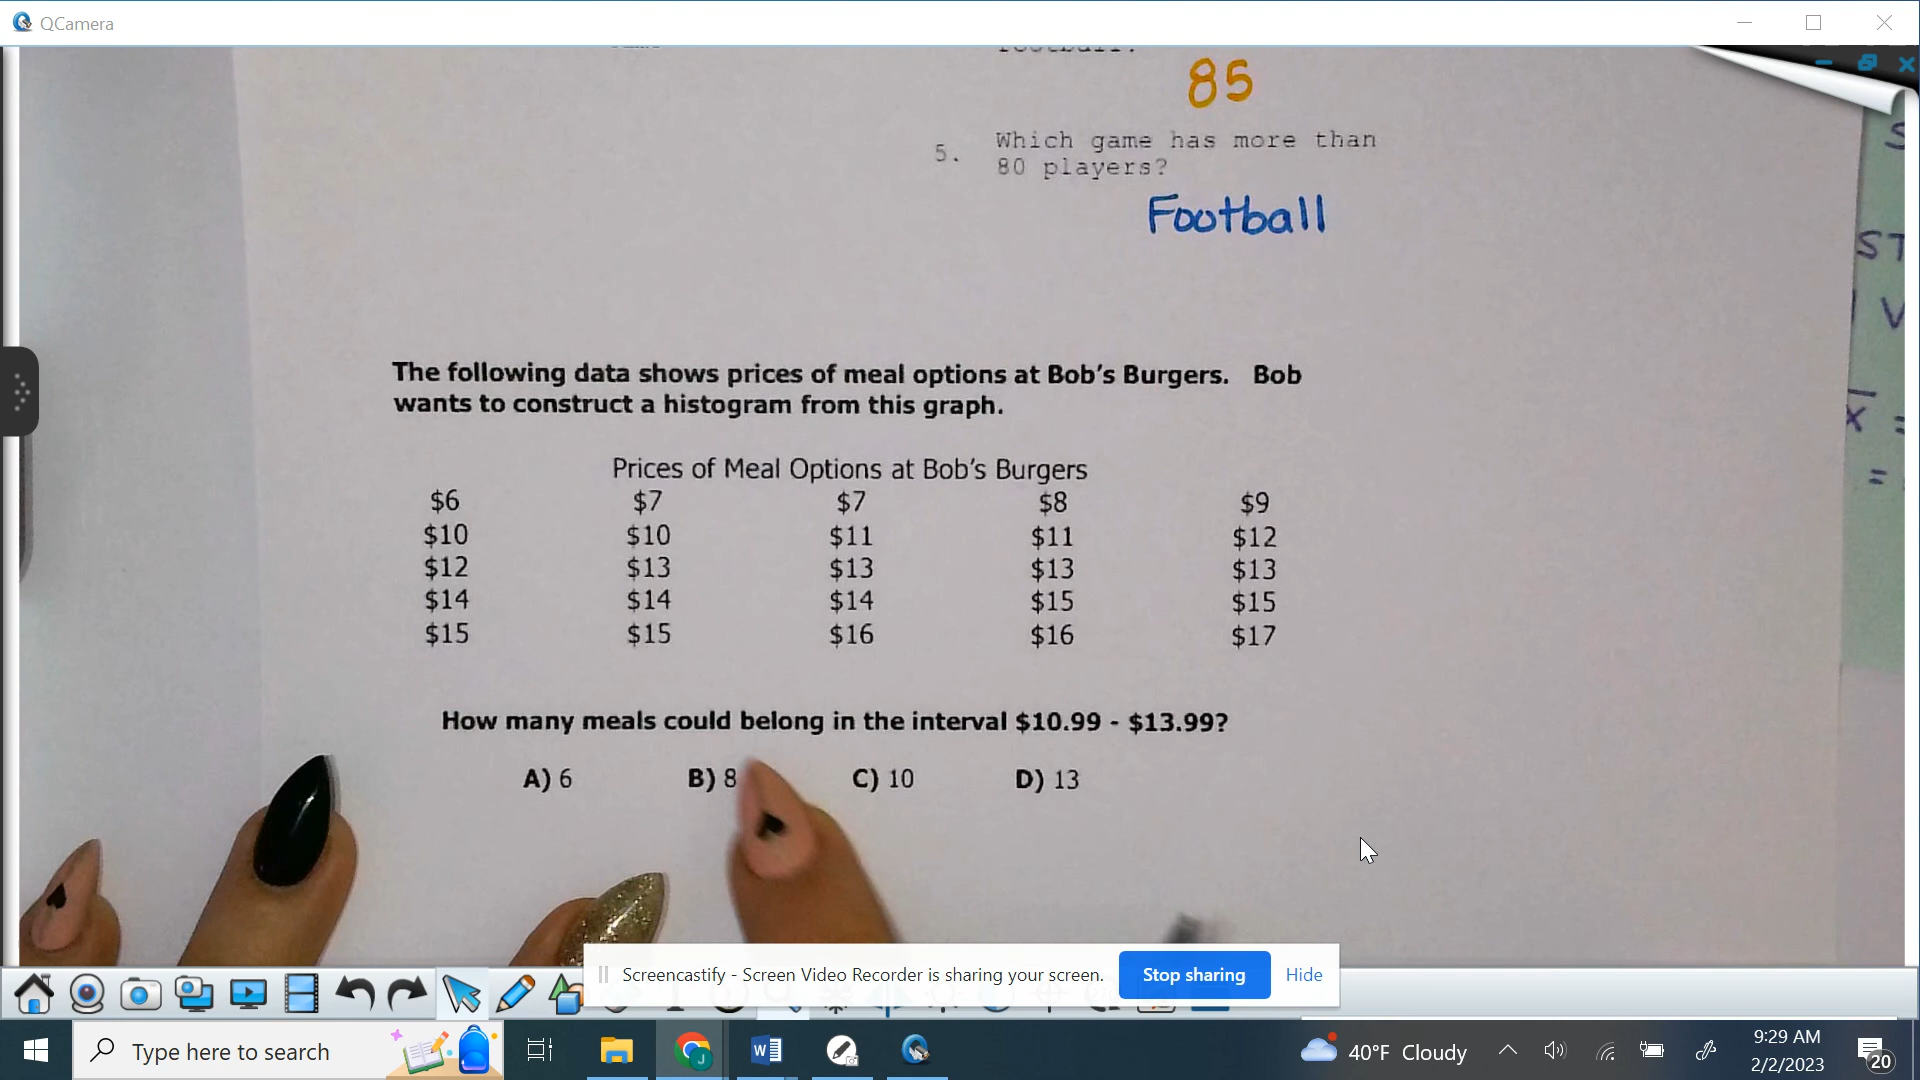 QCamera
85
5. Which game has more than
80 players?
Football
The following data shows prices of meal options at Bob's Burgers. Bob
wants to construct a histogram from this graph.
Prices of Meal Options at Bob's Burgers
$6 $7 $7 $8 $9
$10 $10 $11 $11 $12
$12 $13 $13 $13 $13
$14 $14 $14 $15 $15
$15 $15 $16 $16 $17
How many meals could belong in the interval $10.99 - $13.99?
A) 6 B) 8 C) 10 D) 13
S
ST
V
x̄ =
=
Screencastify - Screen Video Recorder is sharing your screen. Stop sharing Hide
Type here to search
40°F Cloudy
9:29 AM
2/2/2023
20